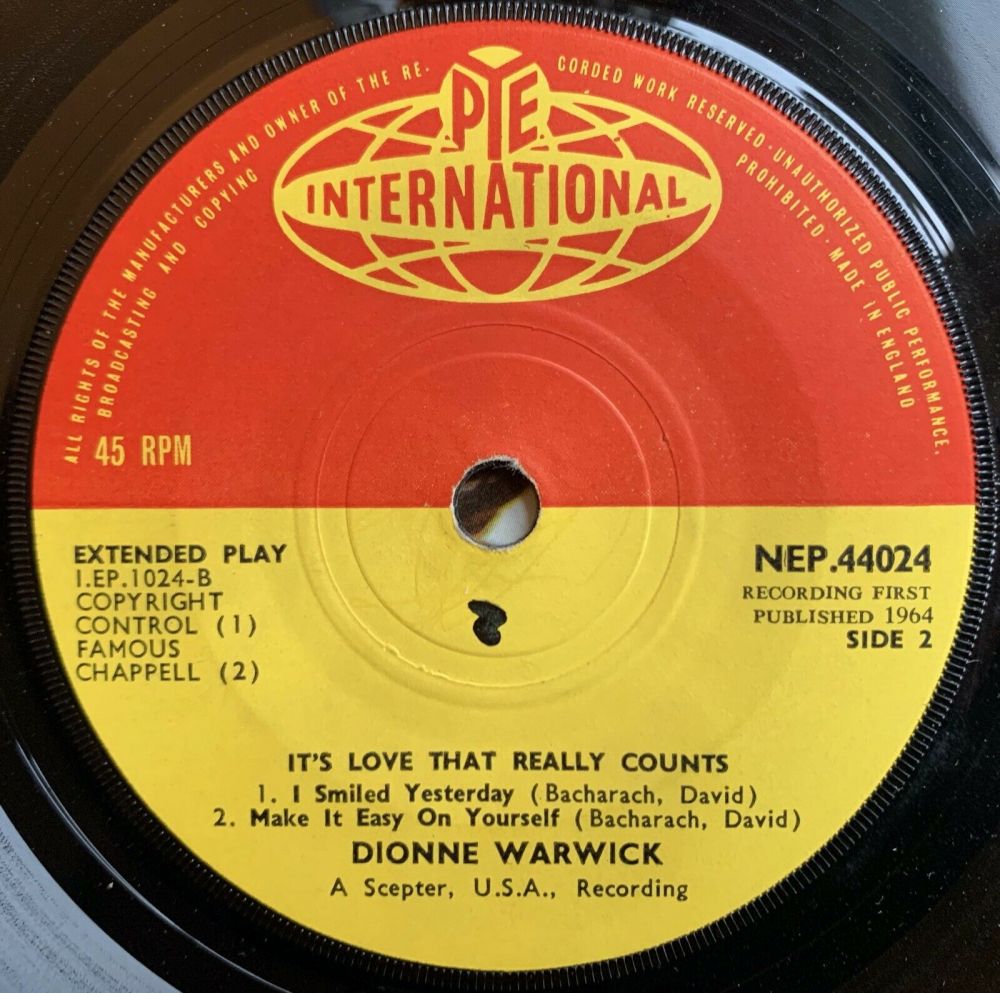 ALL RIGHTS OF THE MANUFACTURERS AND OWNER OF THE RE-
CORDED WORK RESERVED · UNAUTHORIZED PUBLIC PERFORMANCE,
BROADCASTING AND COPYING
PROHIBITED · MADE IN ENGLAND
PYE
INTERNATIONAL
45 RPM
EXTENDED PLAY
I.EP.1024-B
COPYRIGHT
CONTROL (1)
FAMOUS
CHAPPELL (2)
NEP.44024
RECORDING FIRST
PUBLISHED 1964
SIDE 2
IT'S LOVE THAT REALLY COUNTS
1. I Smiled Yesterday (Bacharach, David)
2. Make It Easy On Yourself (Bacharach, David)
DIONNE WARWICK
A Scepter, U.S.A., Recording